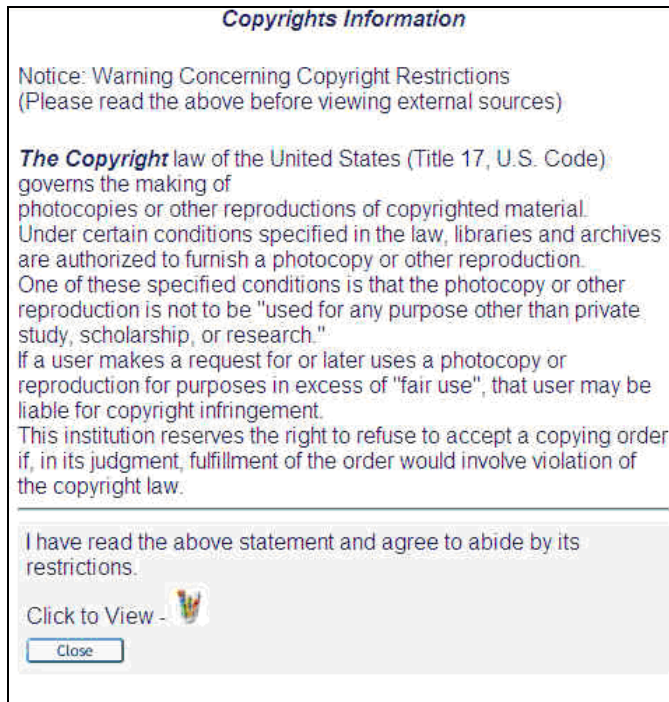 Copyrights Information
Notice: Warning Concerning Copyright Restrictions
(Please read the above before viewing external sources)
The Copyright law of the United States (Title 17, U.S. Code)
governs the making of
photocopies or other reproductions of copyrighted material.
Under certain conditions specified in the law, libraries and archives
are authorized to furnish a photocopy or other reproduction.
One of these specified conditions is that the photocopy or other
reproduction is not to be "used for any purpose other than private
study, scholarship, or research."
If a user makes a request for or later uses a photocopy or
reproduction for purposes in excess of "fair use", that user may be
liable for copyright infringement.
This institution reserves the right to refuse to accept a copying order
if, in its judgment, fulfillment of the order would involve violation of
the copyright law.
I have read the above statement and agree to abide by its
restrictions.
Click to View -
Close